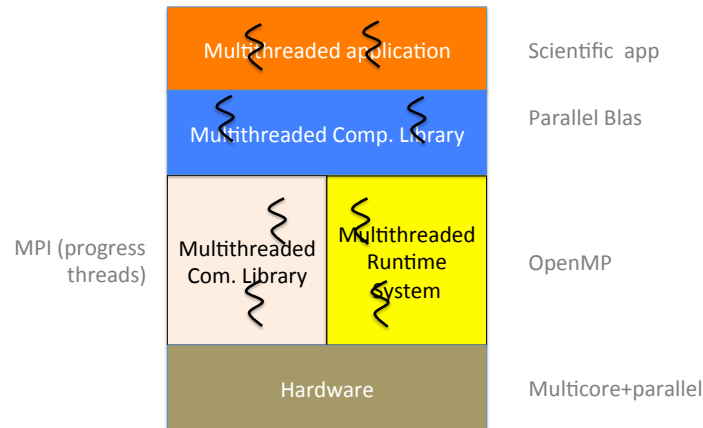 Multithreaded application
Scientific app
Multithreaded Comp. Library
Parallel Blas
MPI (progress
threads)
Multithreaded
Com. Library
Multithreaded
Runtime
System
OpenMP
Hardware
Multicore+parallel